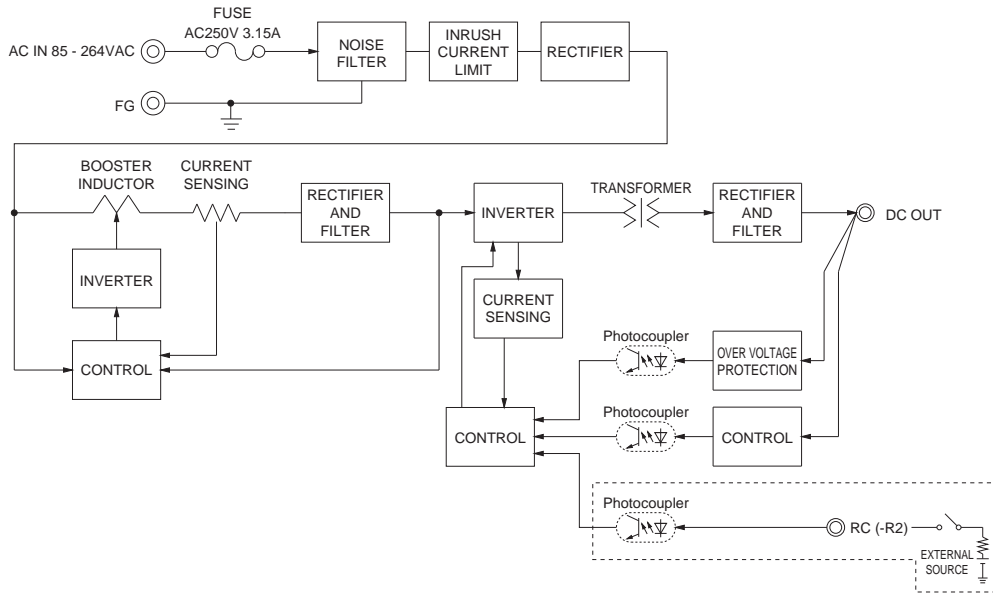 FUSE
AC250V 3.15A
AC IN 85 - 264VAC
NOISE
FILTER
INRUSH
CURRENT
LIMIT
RECTIFIER
FG
BOOSTER
INDUCTOR
CURRENT
SENSING
RECTIFIER
AND
FILTER
INVERTER
TRANSFORMER
RECTIFIER
AND
FILTER
DC OUT
INVERTER
CURRENT
SENSING
CONTROL
Photocoupler
OVER VOLTAGE
PROTECTION
Photocoupler
CONTROL
CONTROL
Photocoupler
RC (-R2)
EXTERNAL
SOURCE